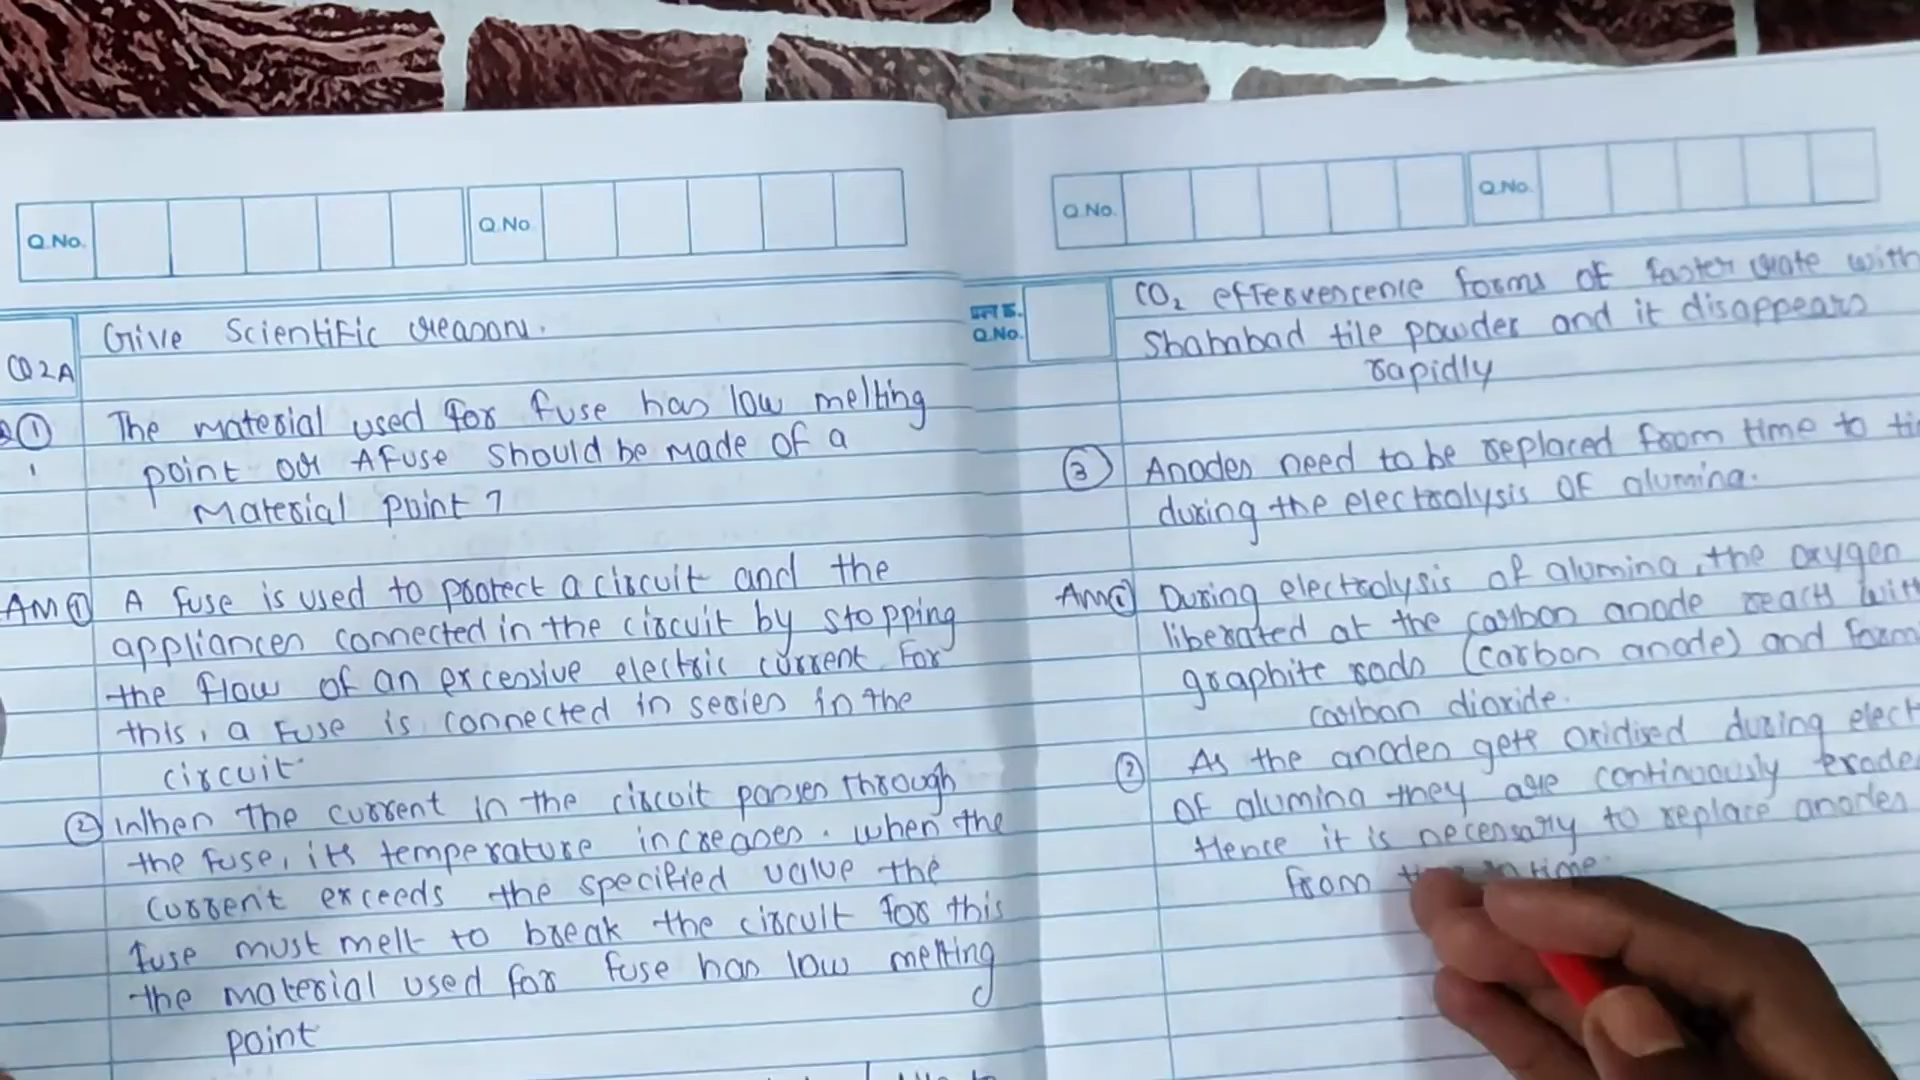 Q.No.
Q.No
Give Scientific reasons.
Q2A
① The material used for fuse has low melting
point or A fuse should be made of a
Material point ?
Ans ① A fuse is used to protect a circuit and the
appliances connected in the circuit by stopping
the flow of an excessive electric current. For
this, a fuse is connected in series in the
circuit
② When the current in the circuit passes through
the fuse, its temperature increases. when the
current exceeds the specified value the
fuse must melt to break the circuit for this
the material used for fuse has low melting
point
Q.No.
Q.No.
प्रश्न क्र.
Q.No.
CO₂ effervescence forms of faster rate with
Shahabad tile powder and it disappears
rapidly
③ Anodes need to be replaced from time to
during the electrolysis of alumina.
Ans ① During electrolysis of alumina, the oxygen
liberated at the carbon anode reacts with
graphite rods (carbon anode) and form
carbon dioxide.
② As the anodes gets oxidised during elect
of alumina they are continuously erode
Hence it is necessary to replace anodes
from time